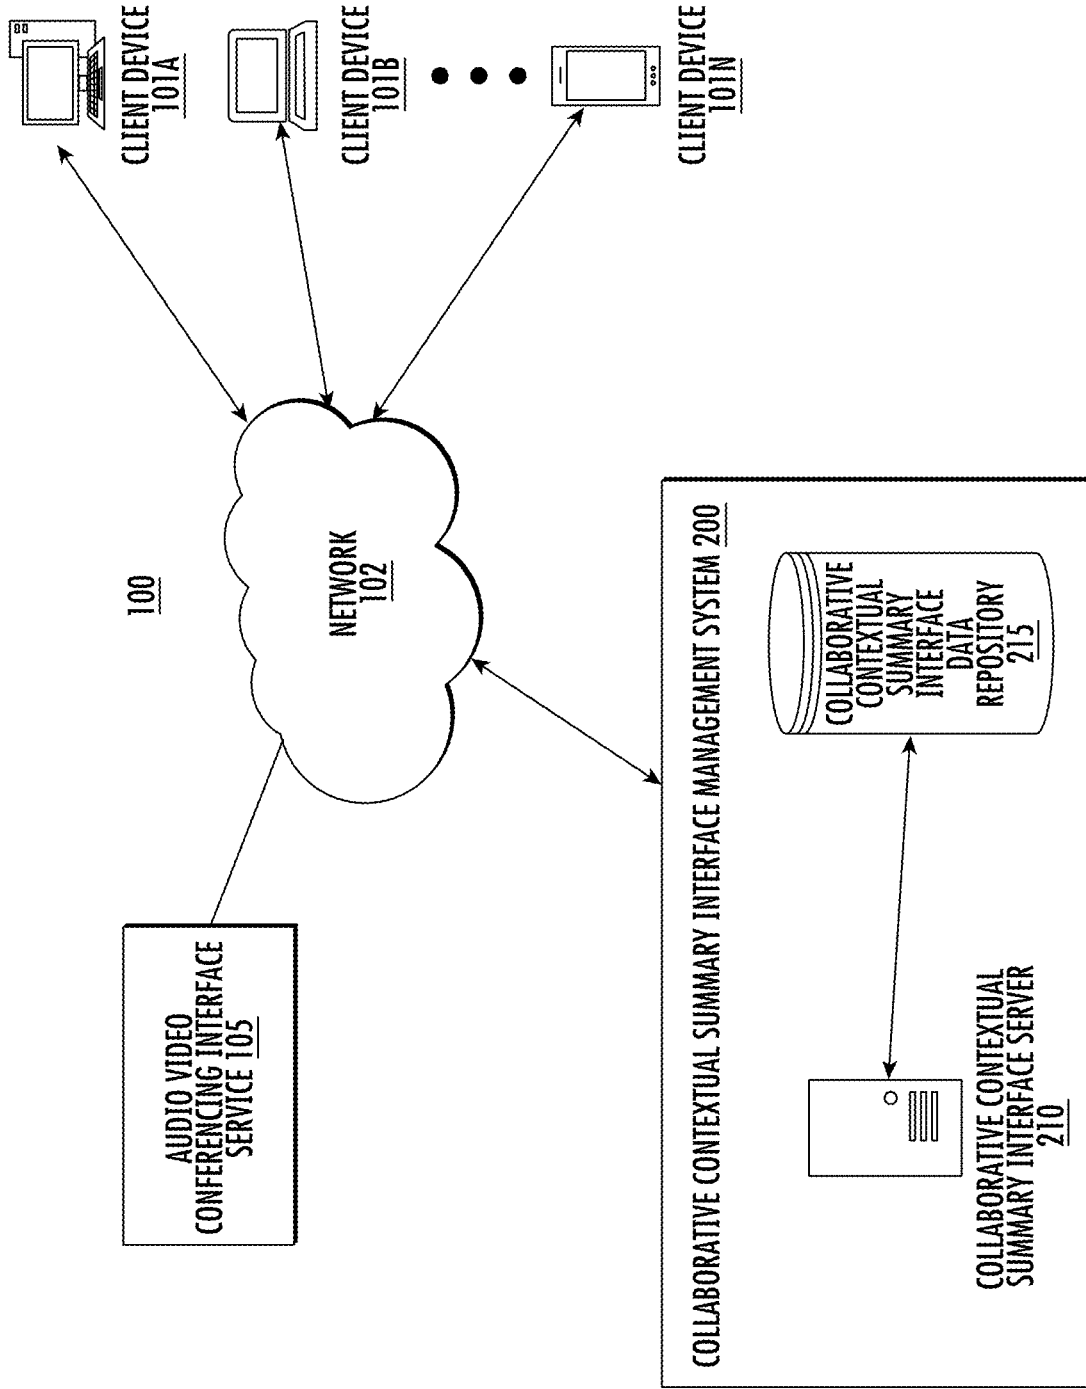 100
CLIENT DEVICE
101A
CLIENT DEVICE
101B
CLIENT DEVICE
101N
NETWORK
102
AUDIO VIDEO
CONFERENCING INTERFACE
SERVICE 105
COLLABORATIVE CONTEXTUAL SUMMARY INTERFACE MANAGEMENT SYSTEM 200
COLLABORATIVE CONTEXTUAL
SUMMARY INTERFACE SERVER
210
COLLABORATIVE
CONTEXTUAL
SUMMARY
INTERFACE
DATA
REPOSITORY
215